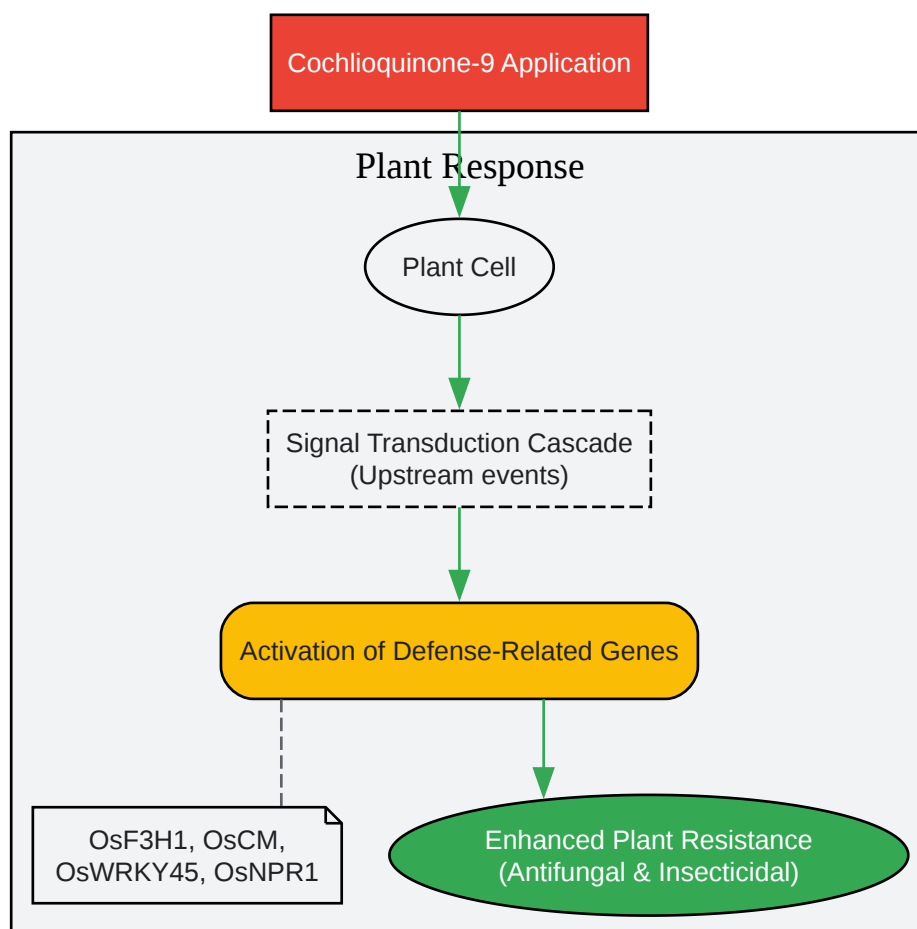 Cochlioquinone-9 Application
Plant Response
Plant Cell
Signal Transduction Cascade
(Upstream events)
Activation of Defense-Related Genes
OsF3H1, OsCM,
OsWRKY45, OsNPR1
Enhanced Plant Resistance
(Antifungal & Insecticidal)